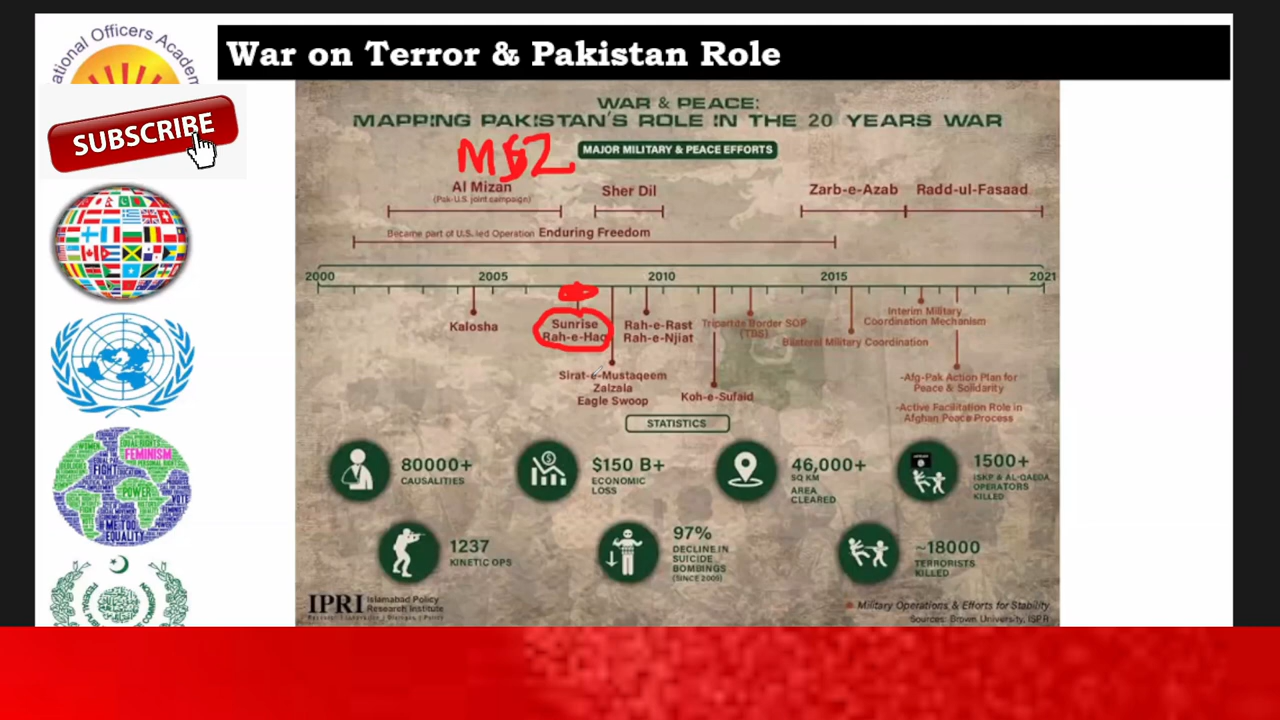 ational Officers Acade
War on Terror & Pakistan Role
SUBSCRIBE
WAR & PEACE:
MAPPING PAKISTAN'S ROLE IN THE 20 YEARS WAR
MAJOR MILITARY & PEACE EFFORTS
Al Mizan
(Pak-U.S. joint campaign)
Sher Dil
Zarb-e-Azab
Radd-ul-Fasaad
Became part of U.S. led Operation Enduring Freedom
2000 2005 2010 2015 2021
Kalosha
Sunrise
Rah-e-Haq
Rah-e-Rast
Rah-e-Njiat
Tripartite Border SOP
(TBS)
Interim Military
Coordination Mechanism
Bilateral Military Coordination
Sirat-e-Mustaqeem
Zalzala
Eagle Swoop
Koh-e-Sufaid
-Afg-Pak Action Plan for
Peace & Solidarity
-Active Facilitation Role in
Afghan Peace Process
STATISTICS
80000+
CAUSALITIES
$150 B+
ECONOMIC
LOSS
46,000+
SQ KM
AREA
CLEARED
1500+
ISKP & AL-QAEDA
OPERATORS
KILLED
1237
KINETIC OPS
97%
DECLINE IN
SUICIDE
BOMBINGS
(SINCE 2009)
~18000
TERRORISTS
KILLED
IPRI Islamabad Policy
Research Institute
Military Operations & Efforts for Stability
Sources: Brown University, ISPR
FEMINISM
FIGHT
POWER
#METOO
EQUALITY